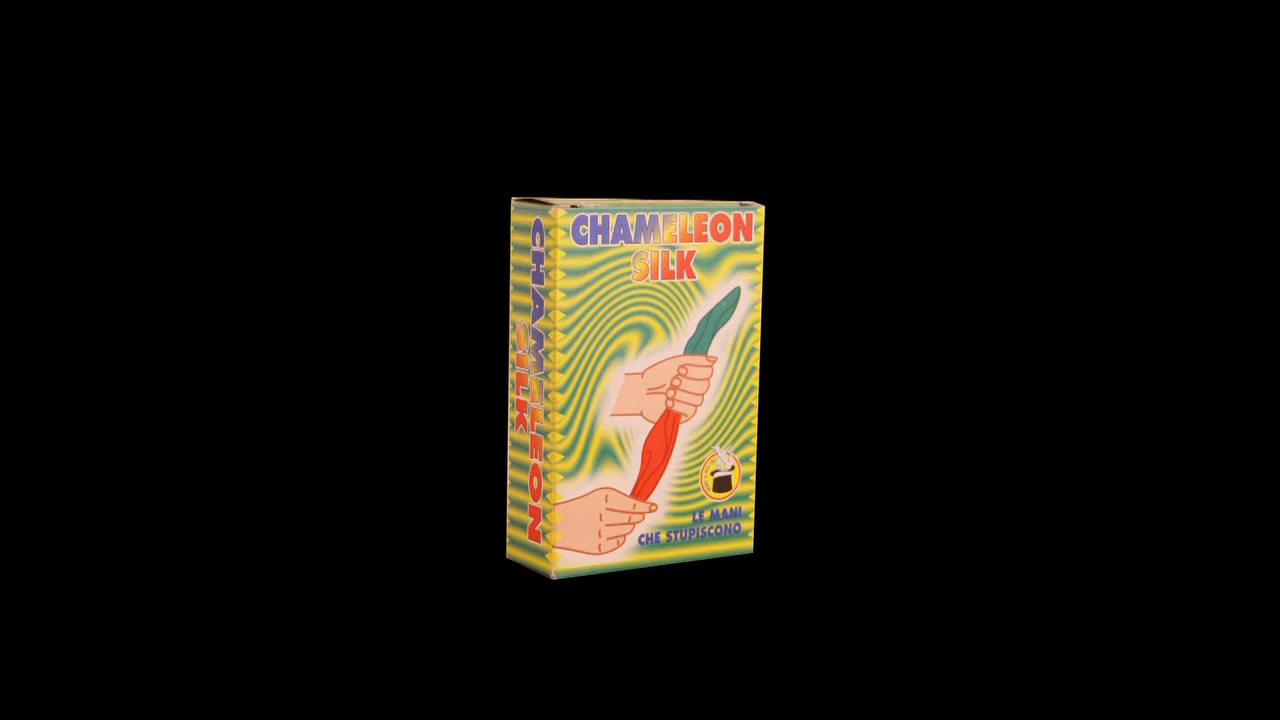 CHAMELEON
SILK
CHAMELEON
SILK
LE MANI
CHE STUPISCONO